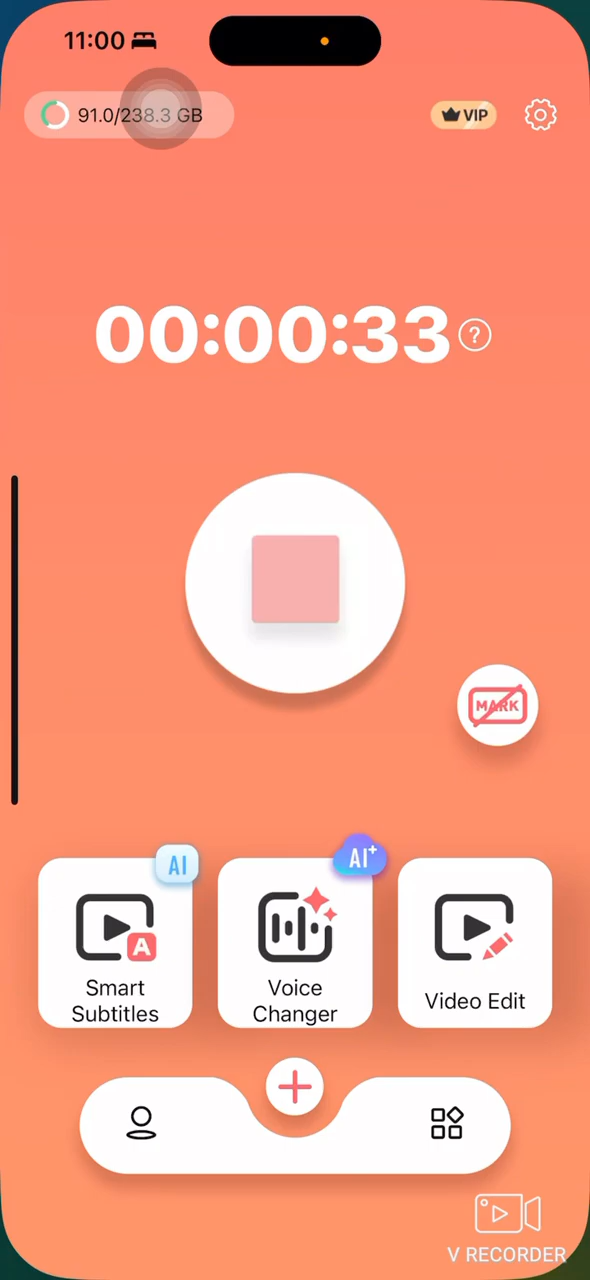 11:00
91.0/238.3 GB
VIP
00:00:33
?
MARK
AI
AI+
A
Smart
Subtitles
Voice
Changer
Video Edit
V RECORDER